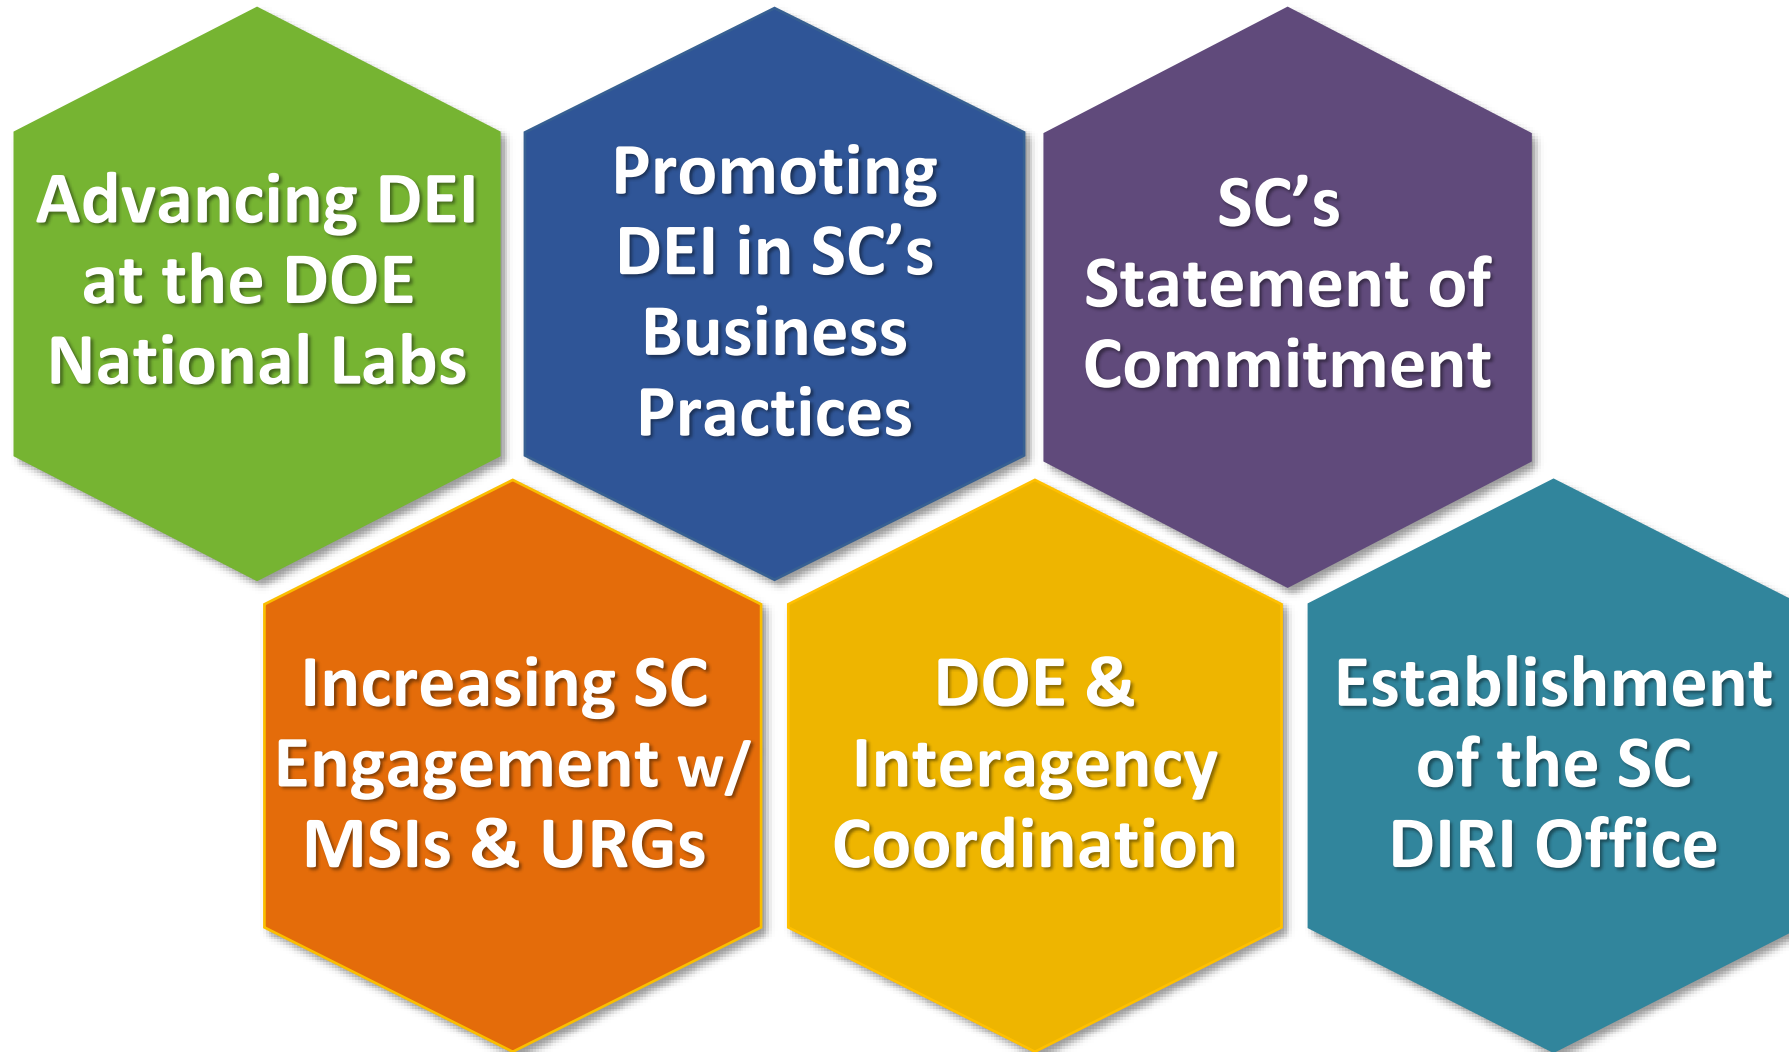 Advancing DEI
at the DOE
National Labs
Promoting
DEI in SC’s
Business
Practices
SC’s
Statement of
Commitment
Increasing SC
Engagement w/
MSIs & URGs
DOE &
Interagency
Coordination
Establishment
of the SC
DIRI Office